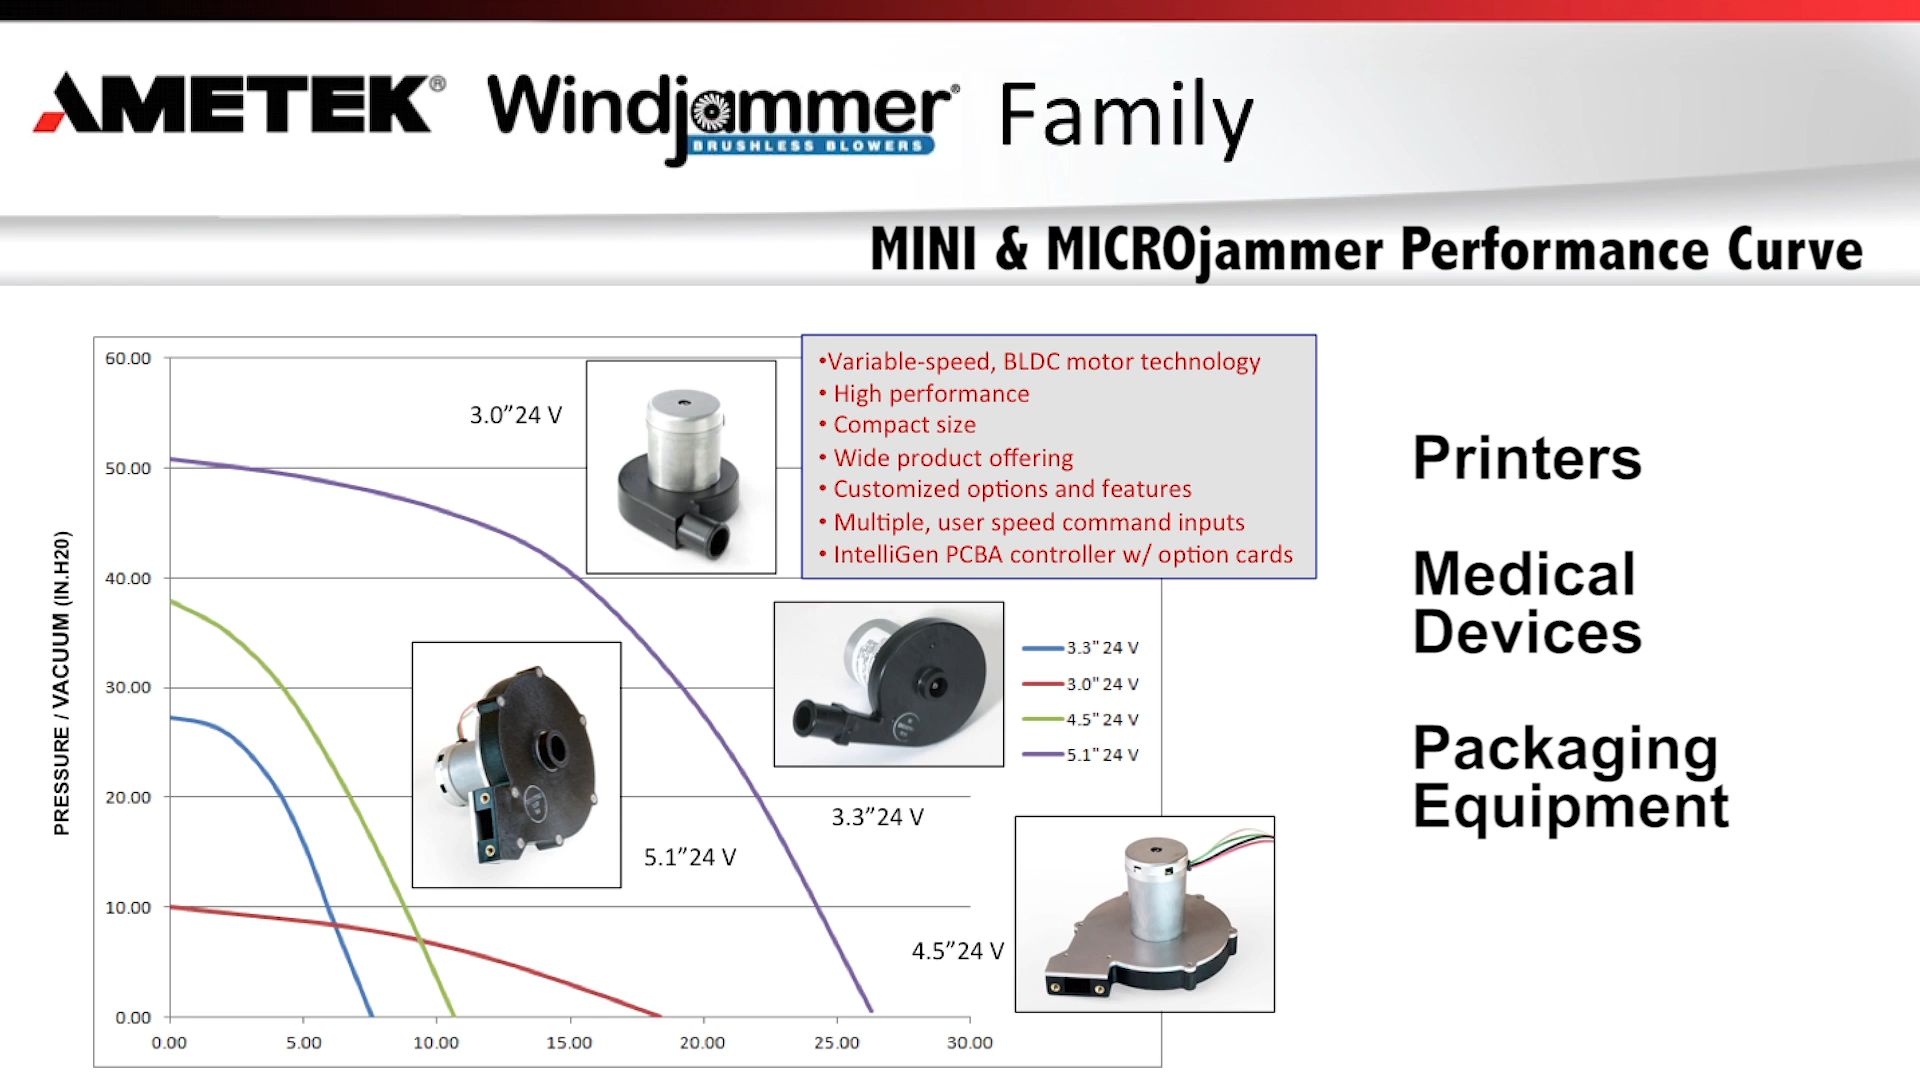 AMETEK® Windjammer® Family
BRUSHLESS BLOWERS
MINI & MICROjammer Performance Curve
•Variable-speed, BLDC motor technology
• High performance
• Compact size
• Wide product offering
• Customized options and features
• Multiple, user speed command inputs
• IntelliGen PCBA controller w/ option cards
Printers
Medical
Devices
Packaging
Equipment
PRESSURE / VACUUM (IN.H20)
60.00
50.00
40.00
30.00
20.00
10.00
0.00
0.00 5.00 10.00 15.00 20.00 25.00 30.00
3.0”24 V
5.1”24 V
3.3”24 V
4.5”24 V
3.3" 24 V
3.0" 24 V
4.5" 24 V
5.1" 24 V